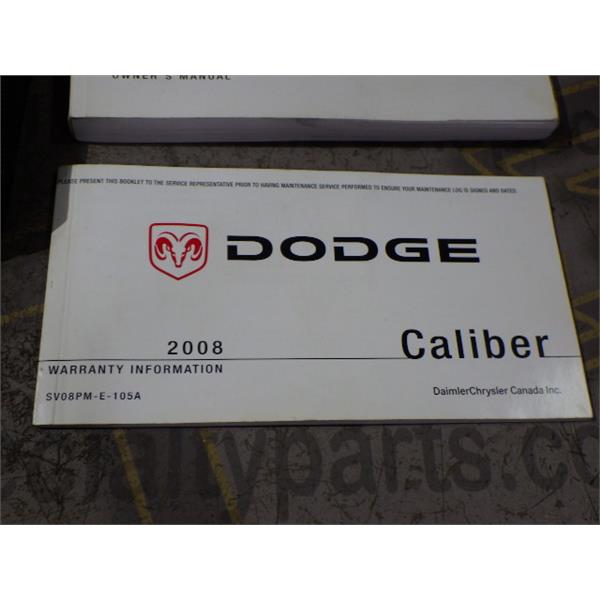 OWNER'S MANUAL
PLEASE PRESENT THIS BOOKLET TO THE SERVICE REPRESENTATIVE PRIOR TO HAVING MAINTENANCE SERVICE PERFORMED TO ENSURE YOUR MAINTENANCE LOG IS SIGNED AND DATED.
DODGE
2008
Caliber
WARRANTY INFORMATION
SV08PM-E-105A
DaimlerChrysler Canada Inc.